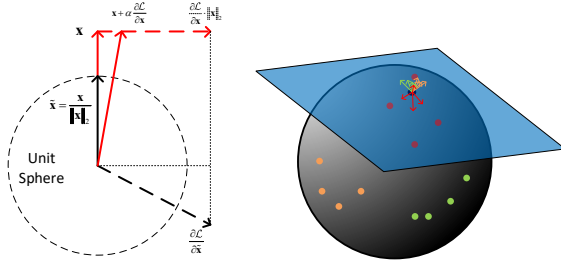 x
x + α ∂ℒ/∂x
∂ℒ/∂x · ‖x‖₂
x̃ = x/‖x‖₂
Unit
Sphere
∂ℒ/∂x̃